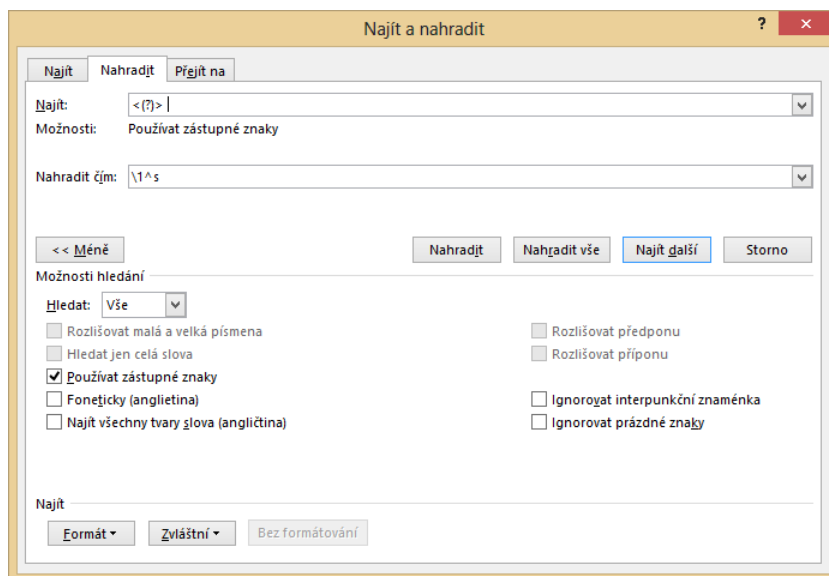 Najít a nahradit
? ×
Najít Nahradit Přejít na
Najít: <(?)>
Možnosti: Používat zástupné znaky
Nahradit čím: \1^s
<< Méně Nahradit Nahradit vše Najít další Storno
Možnosti hledání
Hledat: Vše
Rozlišovat malá a velká písmena Rozlišovat předponu
Hledat jen celá slova Rozlišovat příponu
Používat zástupné znaky
Foneticky (anglietina) Ignorovat interpunkční znaménka
Najít všechny tvary slova (angličtina) Ignorovat prázdné znaky
Najít
Formát Zvláštní Bez formátování